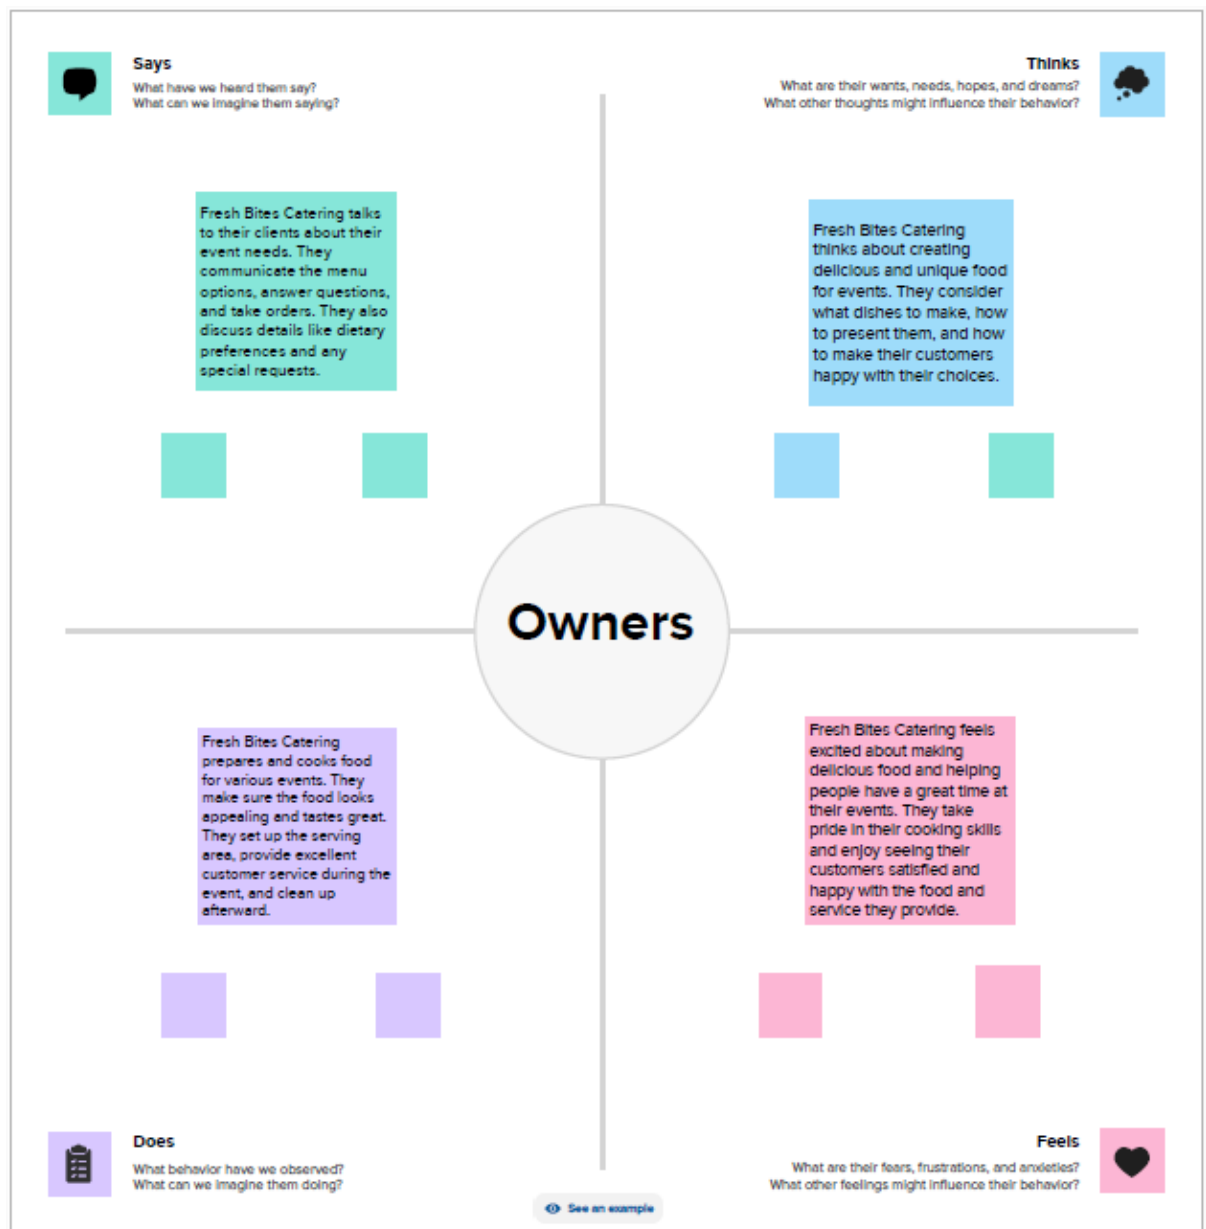 Says
What have we heard them say?
What can we imagine them saying?
Thinks
What are their wants, needs, hopes, and dreams?
What other thoughts might influence their behavior?
Fresh Bites Catering talks
to their clients about their
event needs. They
communicate the menu
options, answer questions,
and take orders. They also
discuss details like dietary
preferences and any
special requests.
Fresh Bites Catering
thinks about creating
delicious and unique food
for events. They consider
what dishes to make, how
to present them, and how
to make their customers
happy with their choices.
Owners
Fresh Bites Catering
prepares and cooks food
for various events. They
make sure the food looks
appealing and tastes great.
They set up the serving
area, provide excellent
customer service during the
event, and clean up
afterward.
Fresh Bites Catering feels
excited about making
delicious food and helping
people have a great time at
their events. They take
pride in their cooking skills
and enjoy seeing their
customers satisfied and
happy with the food and
service they provide.
Does
What behavior have we observed?
What can we imagine them doing?
Feels
What are their fears, frustrations, and anxieties?
What other feelings might influence their behavior?
See an example